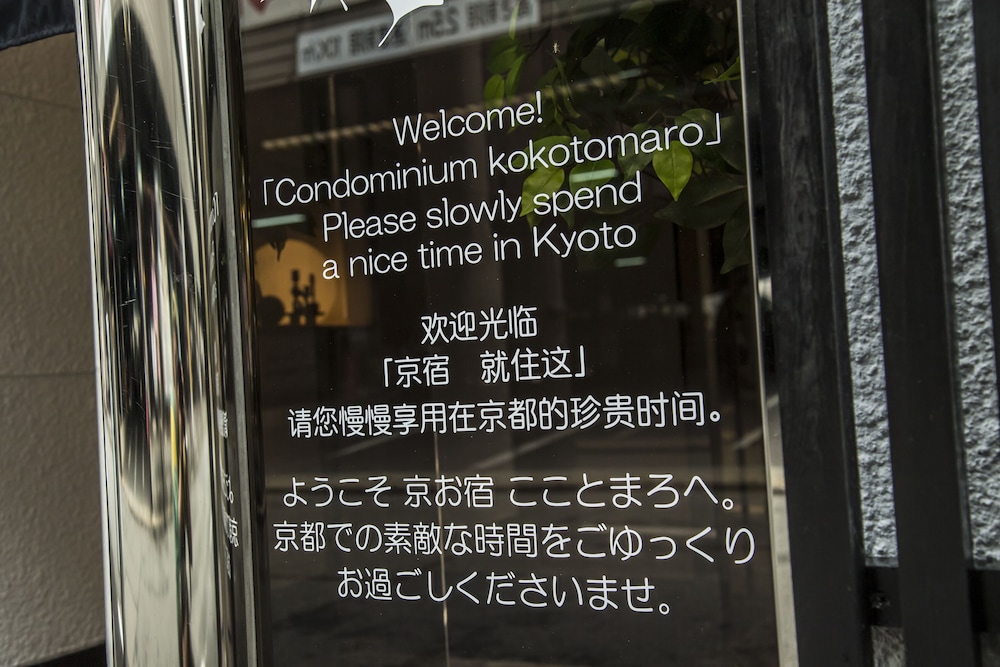 Welcome!
「Condominium kokotomaro」
Please slowly spend
a nice time in Kyoto
欢迎光临
「京宿 就住这」
请您慢慢享用在京都的珍贵时间。
ようこそ 京お宿 こことまろへ。
京都での素敵な時間をごゆっくり
お過ごしくださいませ。